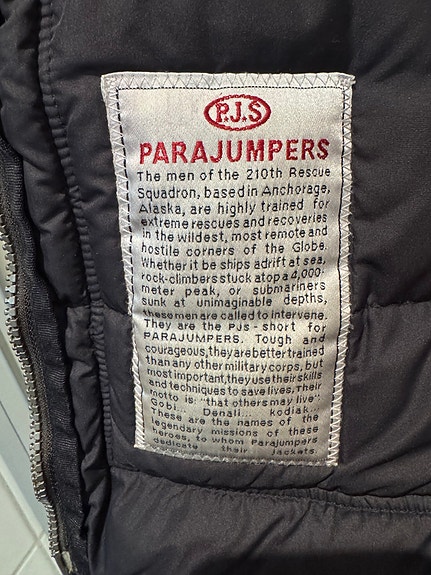 P.J.S
PARAJUMPERS
The men of the 210th Rescue
Squadron, based in Anchorage,
Alaska, are highly trained for
extreme rescues and recoveries
in the wildest, most remote and
hostile corners of the Globe.
Whether it be ships adrift at sea,
rock-climbers stuck atop a 4,000-
meter peak, or submariners
sunk at unimaginable depths,
these men are called to intervene.
They are the PJs - short for
PARAJUMPERS. Tough and
courageous, they are better trained
than any other military corps, but
most important, they use their skills
and techniques to save lives. Their
motto is "that others may live".
Gobi... Denali... kodiak...
These are the names of the
legendary missions of these
heroes, to whom Parajumpers
dedicate their jackets.